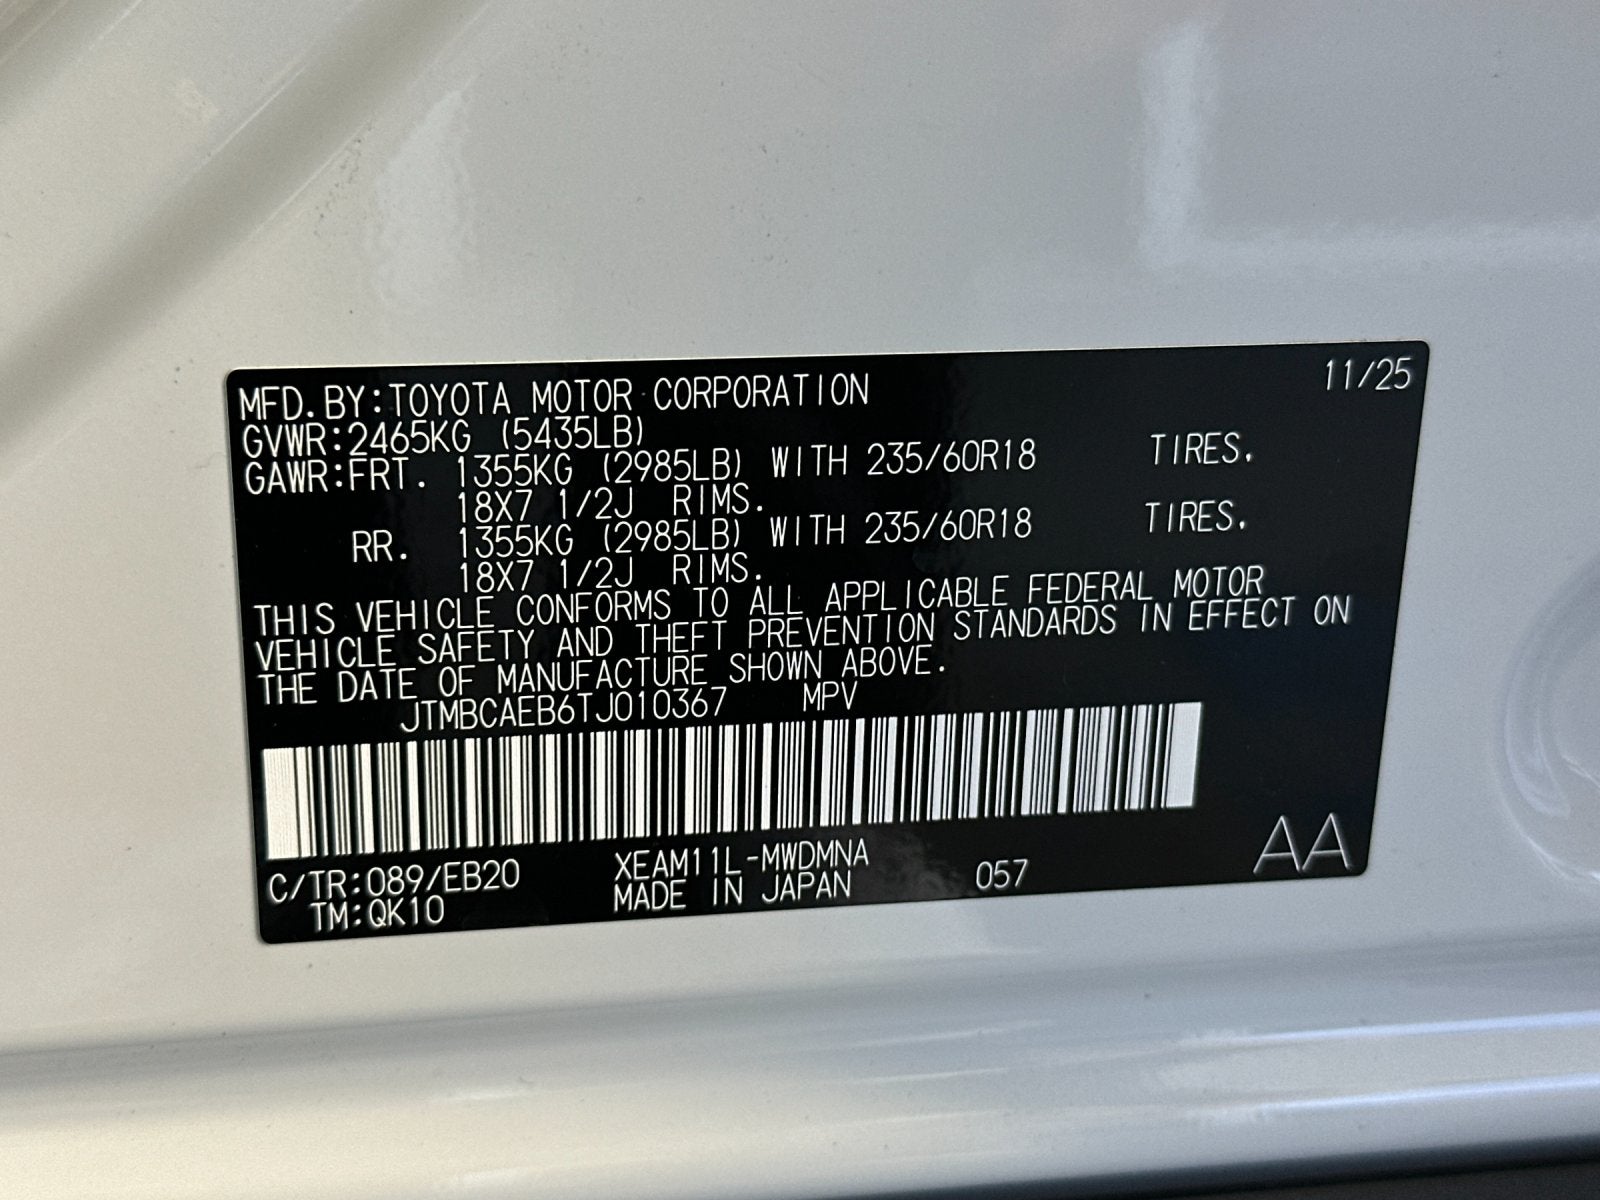 MFD.BY:TOYOTA MOTOR CORPORATION 11/25
GVWR:2465KG (5435LB)
GAWR:FRT. 1355KG (2985LB) WITH 235/60R18 TIRES.
18X7 1/2J RIMS.
RR. 1355KG (2985LB) WITH 235/60R18 TIRES.
18X7 1/2J RIMS.
THIS VEHICLE CONFORMS TO ALL APPLICABLE FEDERAL MOTOR
VEHICLE SAFETY AND THEFT PREVENTION STANDARDS IN EFFECT ON
THE DATE OF MANUFACTURE SHOWN ABOVE.
JTMBCAEB6TJ010367 MPV
C/TR:089/EB20 XEAM11L-MWDMNA 057 AA
TM:QK10 MADE IN JAPAN